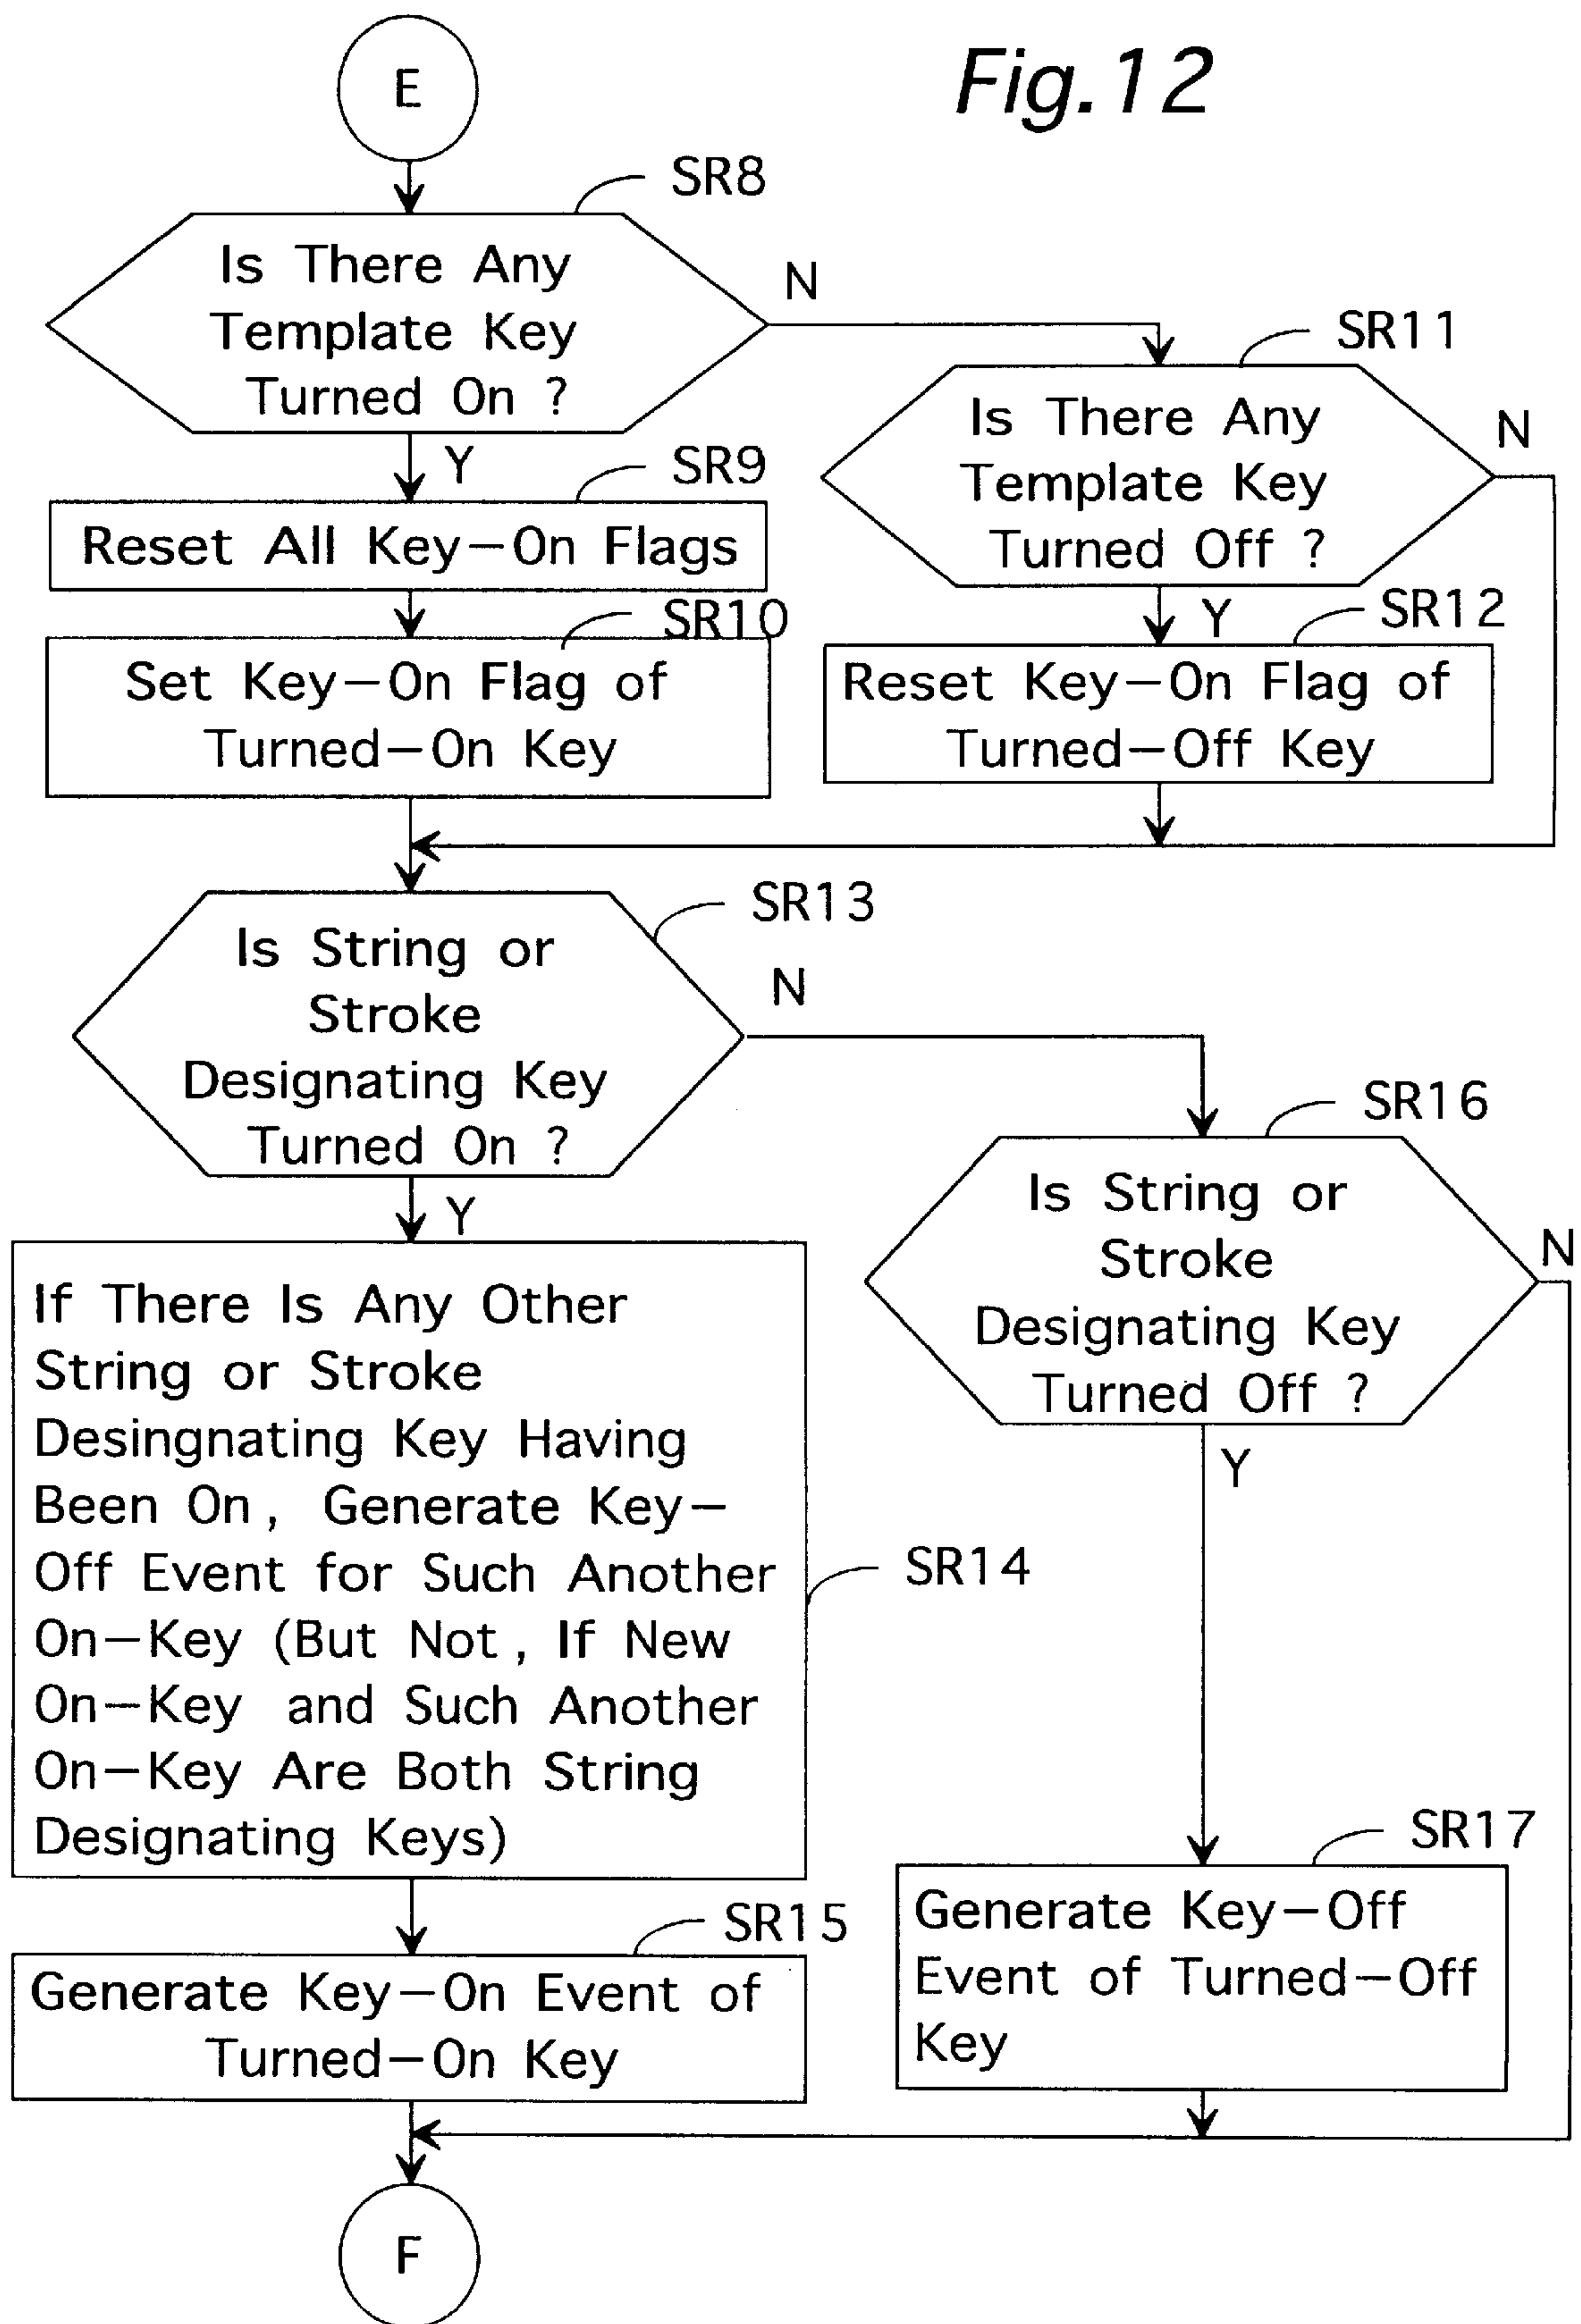 Fig.12
E
SR8
Is There Any
Template Key
Turned On ?
N
Y
SR11
Is There Any
Template Key
Turned Off ?
N
Y
SR9
Reset All Key-On Flags
SR10
Set Key-On Flag of
Turned-On Key
SR12
Reset Key-On Flag of
Turned-Off Key
SR13
Is String or
Stroke
Designating Key
Turned On ?
N
Y
SR16
Is String or
Stroke
Designating Key
Turned Off ?
N
Y
If There Is Any Other
String or Stroke
Desingnating Key Having
Been On, Generate Key-
Off Event for Such Another
On-Key (But Not, If New
On-Key and Such Another
On-Key Are Both String
Designating Keys)
SR14
SR15
Generate Key-On Event of
Turned-On Key
SR17
Generate Key-Off
Event of Turned-Off
Key
F